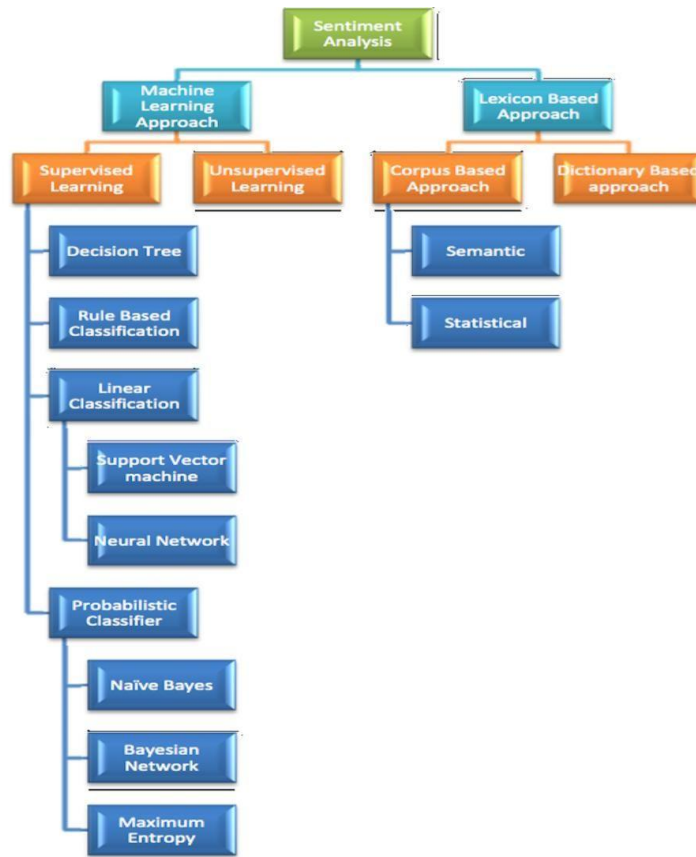 Sentiment
Analysis
Machine
Learning
Approach
Lexicon Based
Approach
Supervised
Learning
Unsupervised
Learning
Corpus Based
Approach
Dictionary Based
approach
Decision Tree
Rule Based
Classification
Linear
Classification
Support Vector
machine
Neural Network
Probabilistic
Classifier
Naïve Bayes
Bayesian
Network
Maximum
Entropy
Semantic
Statistical